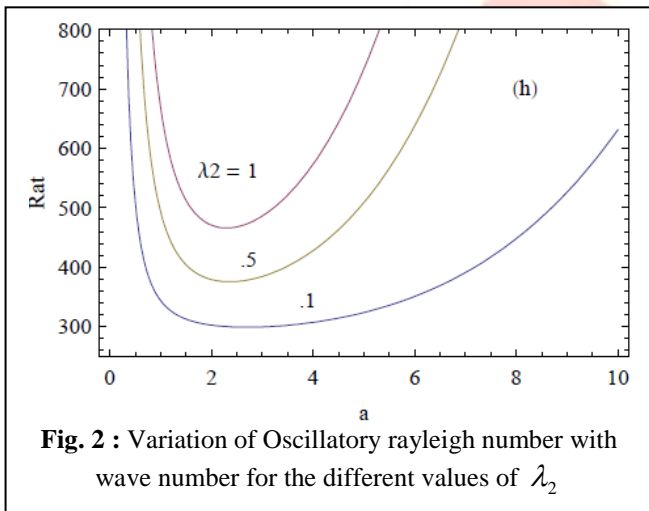 800
700
600
500
400
300
Rat
(h)
λ2 = 1
.5
.1
0 2 4 6 8 10
a
Fig. 2 : Variation of Oscillatory rayleigh number with
wave number for the different values of λ₂